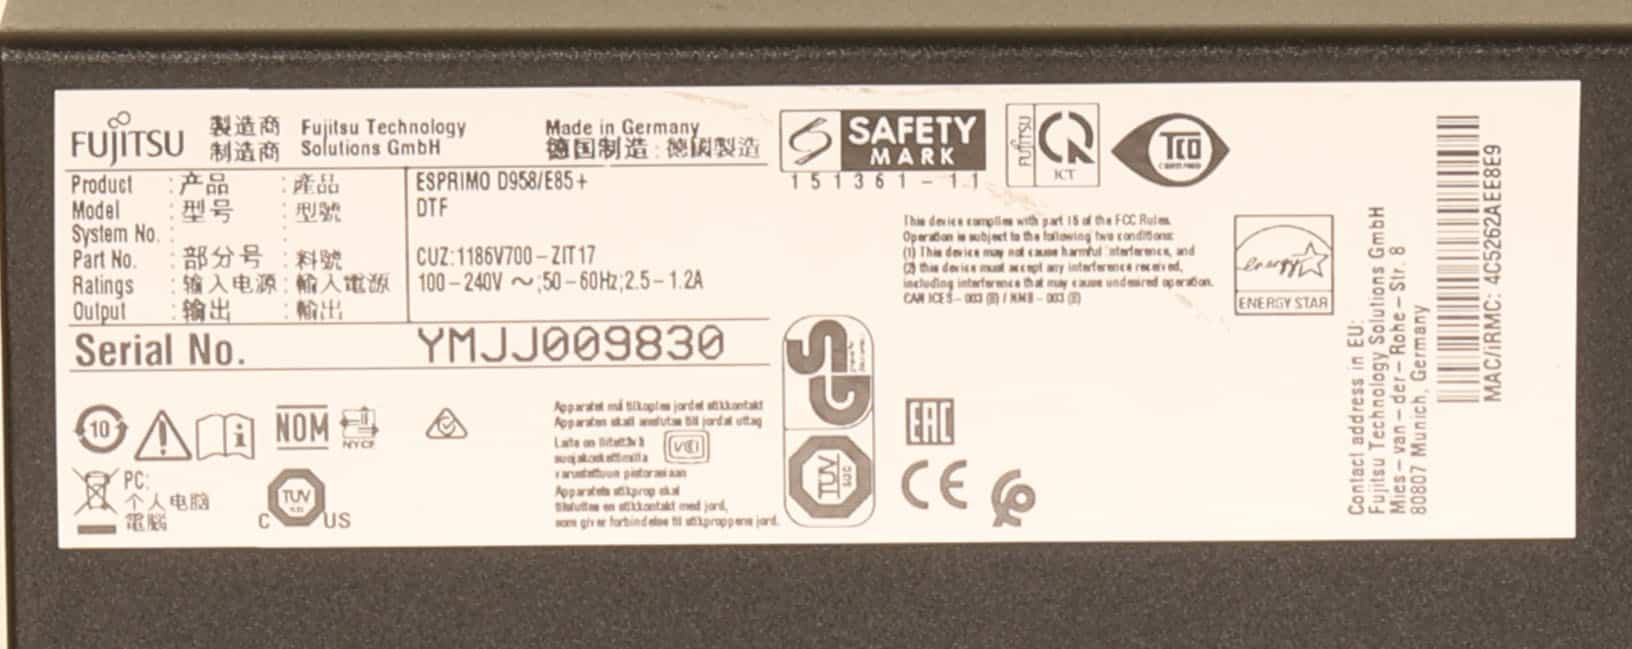 FUJITSU 製造商 Fujitsu Technology Made in Germany
制造商 Solutions GmbH 德国制造: 德國製造
Product : 产品 : 產品 ESPRIMO D958/E85+
Model : 型号 : 型號 DTF
System No. : :
Part No. : 部分号 : 料號 CUZ:1186V700-ZIT17
Ratings : 输入电源 : 輸入電源 100-240V ~;50-60Hz;2.5-1.2A
Output : 输出 : 輸出
Serial No. YMJJ009830
SAFETY
MARK
151361-11
FUJITSU
ICT
TCO
This device complies with part 15 of the FCC Rules.
Operation is subject to the following two conditions:
(1) This device may not cause harmful interference, and
(2) this device must accept any interference received,
including interference that may cause undesired operation.
CAN ICES-003 (B) / NMB-003 (B)
energy
ENERGY STAR
Contact address in EU:
Fujitsu Technology Solutions GmbH
Mies-van-der-Rohe-Str. 8
80807 Munich, Germany
MAC/iRMC: 4C5262AEE8E9
10
i
NOM
NYCE
PC:
个人电脑
電腦
C TUV US
Apparatet må tilkoples jordet stikkontakt
Apparaten skall anslutas till jordat uttag
Laite on liitettävä
suojakoskettimilla
varustettuun pistorasiaan
Apparatets stikprop skal
tilsluttes en stikkontakt med jord,
som giver forbindelse til stikproppens jord.
VCCI
GS
TUV
SUD
EAC
CE